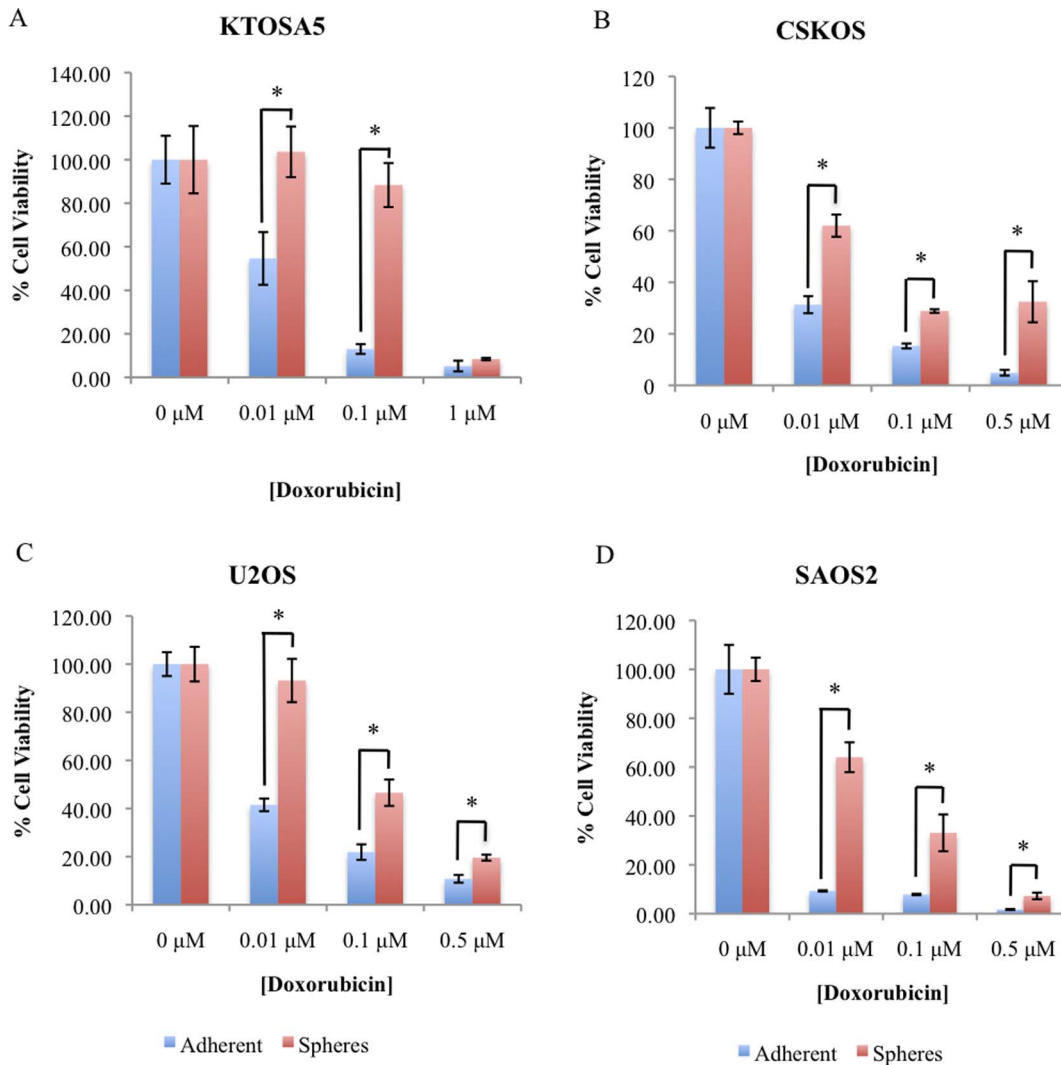 A
KTOSA5
% Cell Viability
140.00
120.00
100.00
80.00
60.00
40.00
20.00
0.00
*
*
0 μM 0.01 μM 0.1 μM 1 μM
[Doxorubicin]
B
CSKOS
% Cell Viability
120
100
80
60
40
20
0
*
*
*
0 μM 0.01 μM 0.1 μM 0.5 μM
[Doxorubicin]
C
U2OS
% Cell Viability
120.00
100.00
80.00
60.00
40.00
20.00
0.00
*
*
*
0 μM 0.01 μM 0.1 μM 0.5 μM
[Doxorubicin]
Adherent Spheres
D
SAOS2
% Cell Viability
120.00
100.00
80.00
60.00
40.00
20.00
0.00
*
*
*
0 μM 0.01 μM 0.1 μM 0.5 μM
[Doxorubicin]
Adherent Spheres